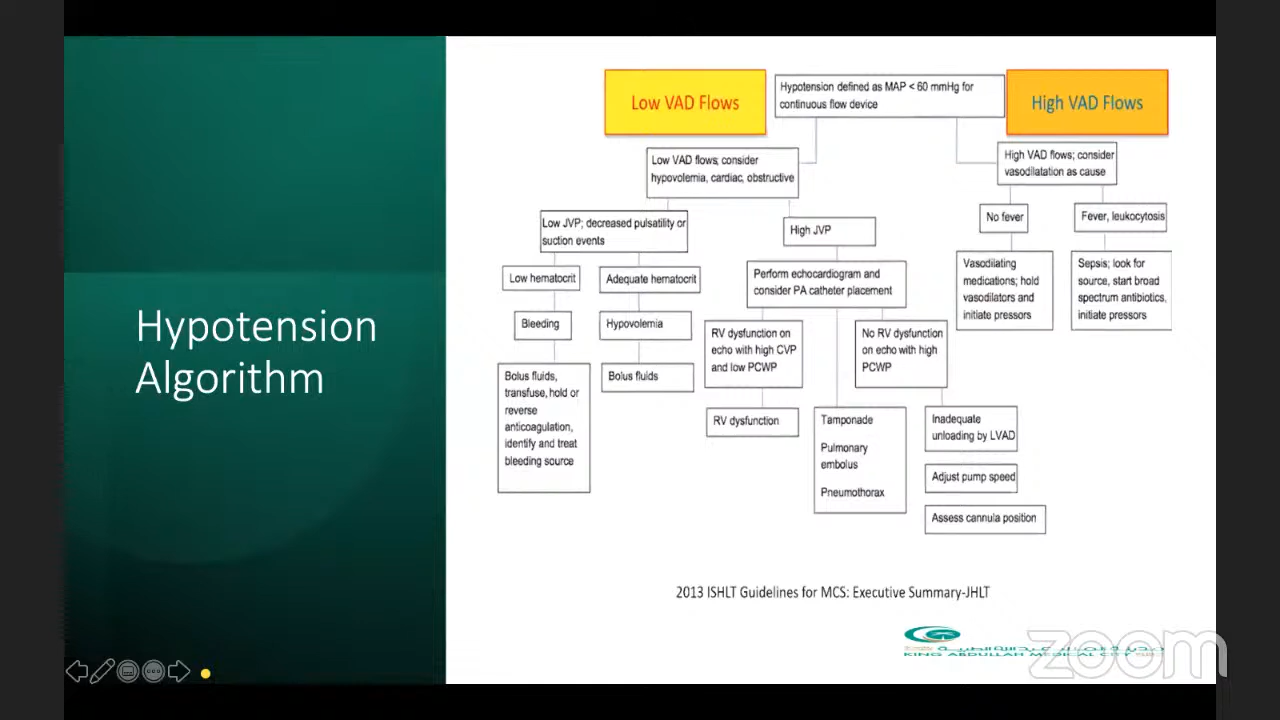 Hypotension
Algorithm
Low VAD Flows
Hypotension defined as MAP < 60 mmHg for
continuous flow device
High VAD Flows
Low VAD flows, consider
hypovolemia, cardiac, obstructive
High VAD flows; consider
vasodilatation as cause
Low JVP; decreased pulsatility or
suction events
High JVP
No fever
Fever, leukocytosis
Low hematocrit
Adequate hematocrit
Perform echocardiogram and
consider PA catheter placement
Vasodilating
medications; hold
vasodilators and
initiate pressors
Sepsis; look for
source, start broad
spectrum antibiotics,
initiate pressors
Bleeding
Hypovolemia
RV dysfunction on
echo with high CVP
and low PCWP
No RV dysfunction
on echo with high
PCWP
Bolus fluids,
transfuse, hold or
reverse
anticoagulation,
identify and treat
bleeding source
Bolus fluids
RV dysfunction
Tamponade
Pulmonary
embolus
Pneumothorax
Inadequate
unloading by LVAD
Adjust pump speed
Assess cannula position
2013 ISHLT Guidelines for MCS: Executive Summary-JHLT
KING ABDULLAH MEDICAL CITY
zoom